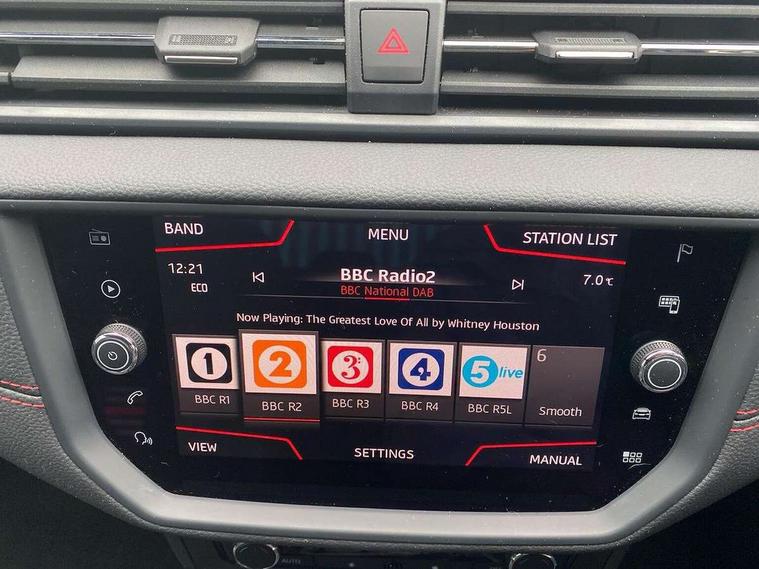 BAND
MENU
STATION LIST
12:21
ECO
BBC Radio2
BBC National DAB
7.0°C
Now Playing: The Greatest Love Of All by Whitney Houston
1
2
3
4
5 live
6
BBC R1
BBC R2
BBC R3
BBC R4
BBC R5L
Smooth
VIEW
SETTINGS
MANUAL
AUTO